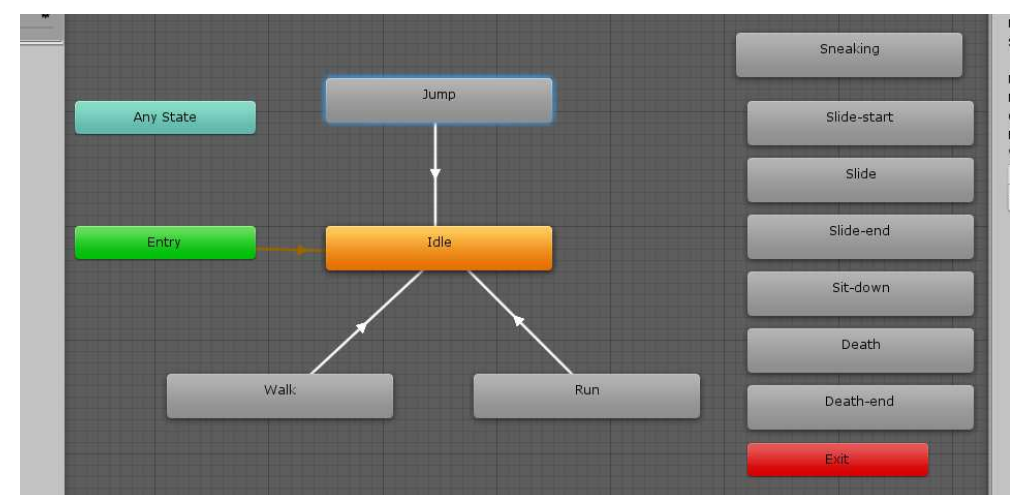 Sneaking
Jump
Any State
Slide-start
Slide
Entry
Idle
Slide-end
Sit-down
Death
Walk
Run
Death-end
Exit